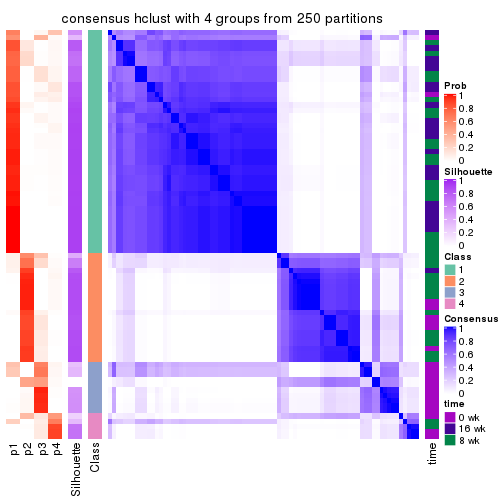 consensus hclust with 4 groups from 250 partitions
Prob
1
0.8
0.6
0.4
0.2
0
Silhouette
1
0.8
0.6
0.4
0.2
0
Class
1
2
3
4
Consensus
1
0.8
0.6
0.4
0.2
0
time
0 wk
16 wk
8 wk
p1
p2
p3
p4
Silhouette
Class
time